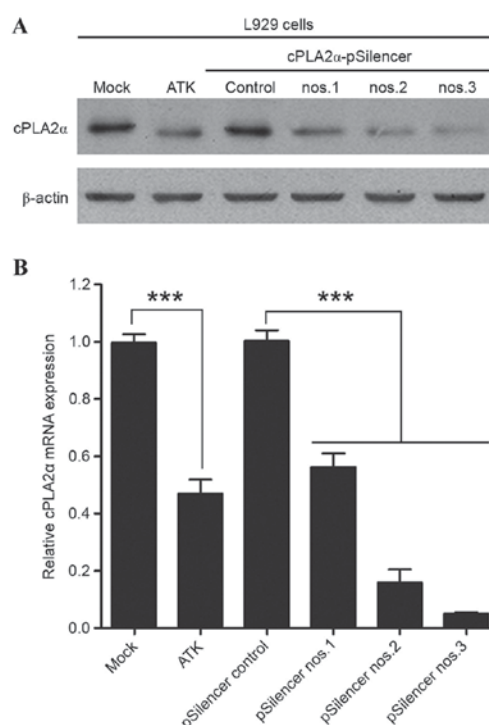 A
L929 cells
cPLA2α-pSilencer
Mock ATK Control nos.1 nos.2 nos.3
cPLA2α
β-actin
B
Relative cPLA2α mRNA expression
1.2
1.0
0.8
0.6
0.4
0.2
0.0
***
***
Mock
ATK
pSilencer control
pSilencer nos.1
pSilencer nos.2
pSilencer nos.3